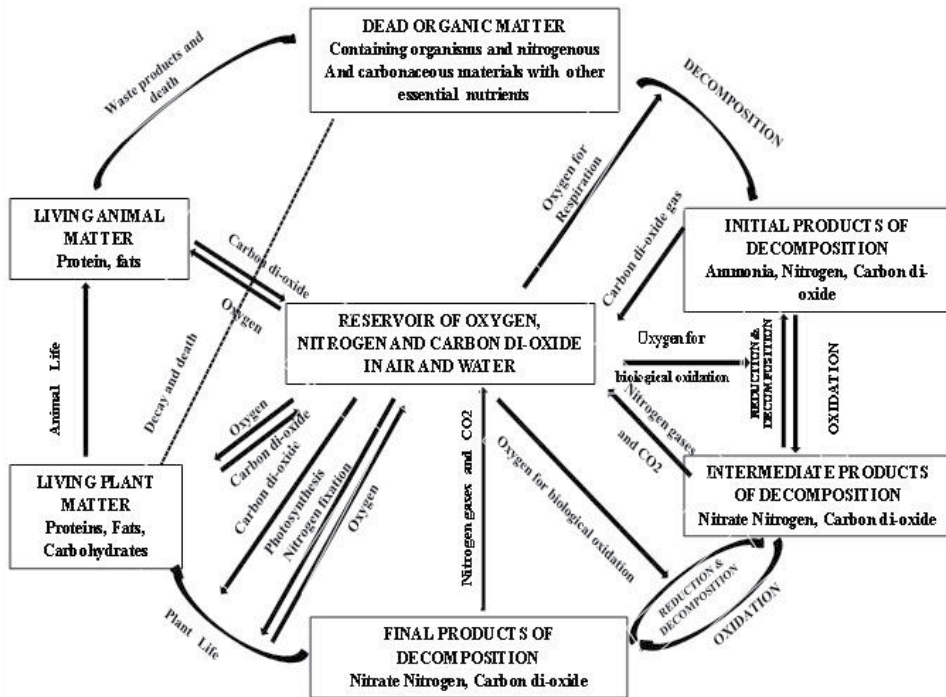 DEAD ORGANIC MATTER
Containing organisms and nitrogenous
And carbonaceous materials with other
essential nutrients
Waste products and
death
DECOMPOSITION
Oxygen for
Respiration
LIVING ANIMAL
MATTER
Protein, fats
Carbon di-oxide
Oxygen
Carbon di-oxide gas
INITIAL PRODUCTS OF
DECOMPOSITION
Ammonia, Nitrogen, Carbon di-
oxide
RESERVOIR OF OXYGEN,
NITROGEN AND CARBON DI-OXIDE
IN AIR AND WATER
Oxygen for
biological oxidation
REDUCTION &
DECOMPOSITION
OXIDATION
Animal Life
Decay and death
Oxygen
Carbon di-oxide
Carbon di-oxide
Photosynthesis
Nitrogen fixation
Oxygen
Nitrogen gases and CO2
Oxygen for biological oxidation
Nitrogen gases
and CO2
LIVING PLANT
MATTER
Proteins, Fats,
Carbohydrates
INTERMEDIATE PRODUCTS
OF DECOMPOSITION
Nitrate Nitrogen, Carbon di-oxide
REDUCTION &
DECOMPOSITION
OXIDATION
Plant Life
FINAL PRODUCTS OF
DECOMPOSITION
Nitrate Nitrogen, Carbon di-oxide